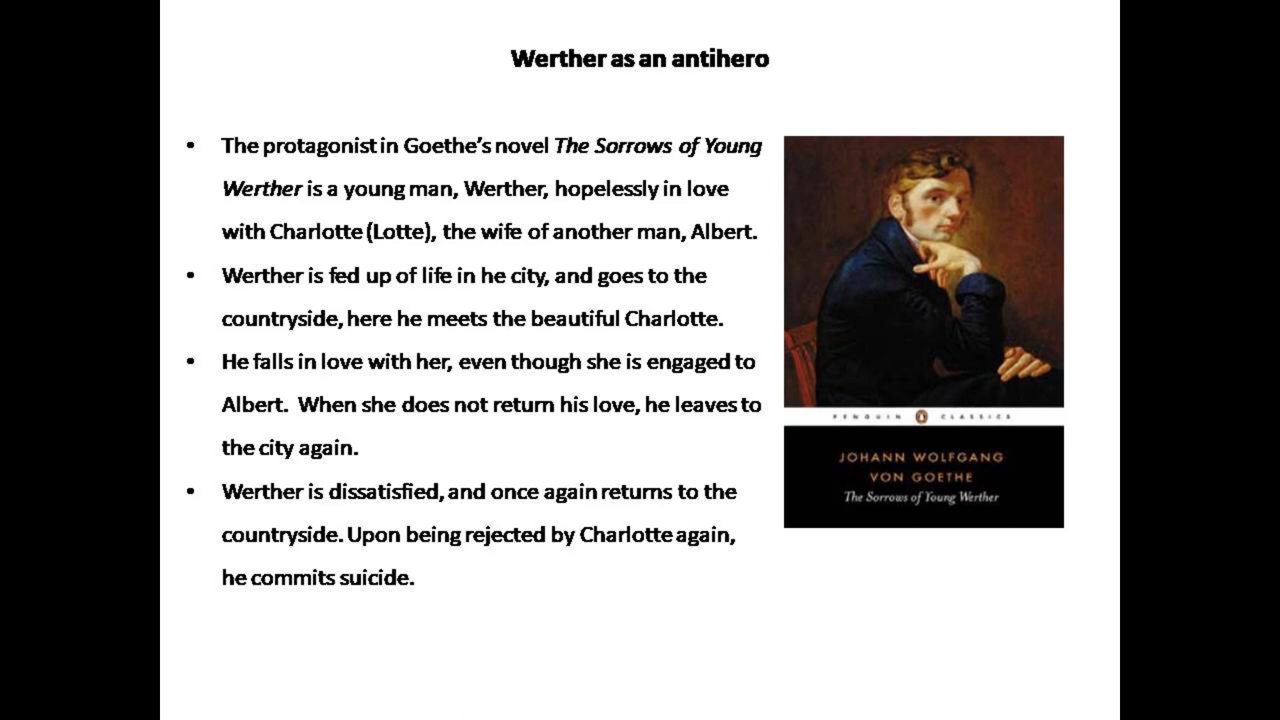 Werther as an antihero
• The protagonist in Goethe's novel The Sorrows of Young
Werther is a young man, Werther, hopelessly in love
with Charlotte (Lotte), the wife of another man, Albert.
• Werther is fed up of life in he city, and goes to the
countryside, here he meets the beautiful Charlotte.
• He falls in love with her, even though she is engaged to
Albert. When she does not return his love, he leaves to
the city again.
• Werther is dissatisfied, and once again returns to the
countryside. Upon being rejected by Charlotte again,
he commits suicide.
PENGUIN CLASSICS
JOHANN WOLFGANG
VON GOETHE
The Sorrows of Young Werther